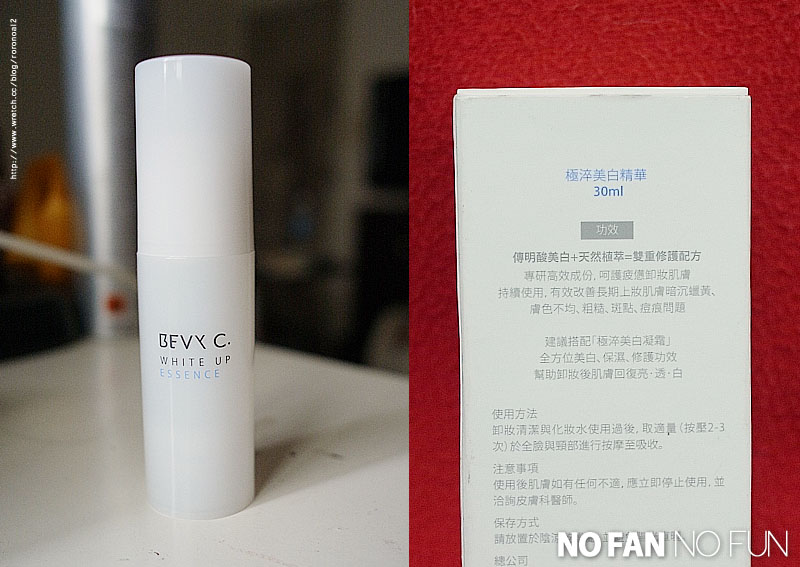 http://www.wretch.cc/blog/roronoa12
BEVY C.
WHITE UP
ESSENCE
極淬美白精華
30ml
功效
傳明酸美白+天然植萃=雙重修護配方
專研高效成份, 呵護疲憊卸妝肌膚
持續使用, 有效改善長期上妝肌膚暗沉蠟黃、
膚色不均、粗糙、斑點、痘痕問題
建議搭配「極淬美白凝霜」
全方位美白、保濕、修護功效
幫助卸妝後肌膚回復亮·透·白
使用方法
卸妝清潔與化妝水使用過後, 取適量 (按壓2-3
次) 於全臉與頸部進行按摩至吸收。
注意事項
使用後肌膚如有任何不適, 應立即停止使用, 並
洽詢皮膚科醫師。
保存方式
請放置於陰
總公司
NO FAN NO FUN